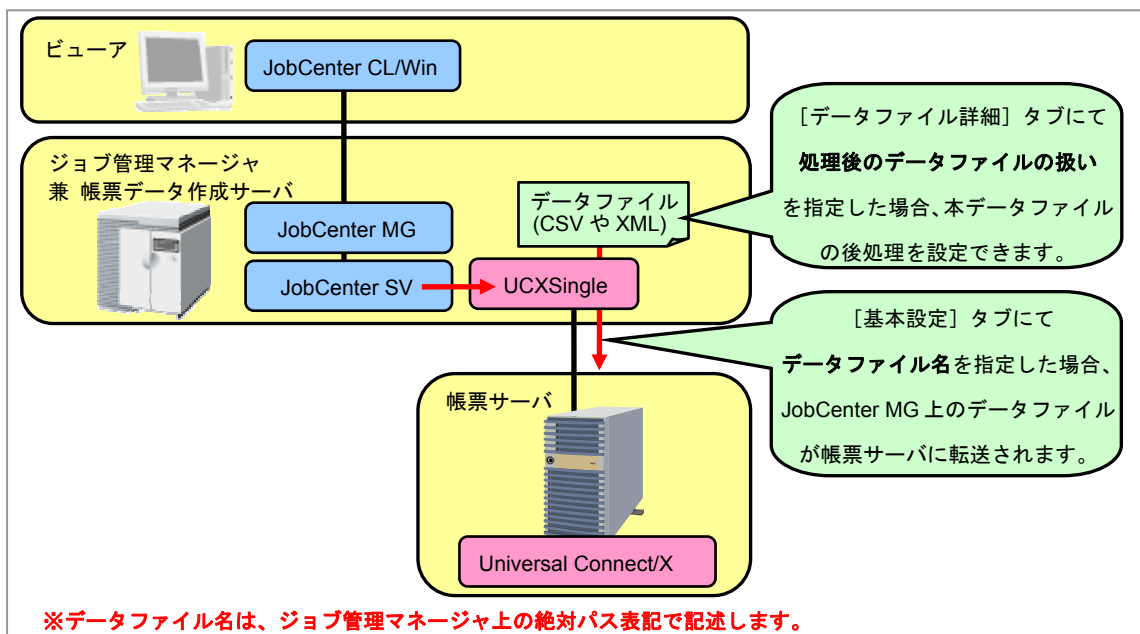 ビューア
JobCenter CL/Win
ジョブ管理マネージャ
兼 帳票データ作成サーバ
JobCenter MG
JobCenter SV
データファイル
(CSV や XML)
UCXSingle
［データファイル詳細］タブにて
処理後のデータファイルの扱い
を指定した場合、本データファイル
の後処理を設定できます。
［基本設定］タブにて
データファイル名を指定した場合、
JobCenter MG 上のデータファイル
が帳票サーバに転送されます。
帳票サーバ
Universal Connect/X
※データファイル名は、ジョブ管理マネージャ上の絶対パス表記で記述します。